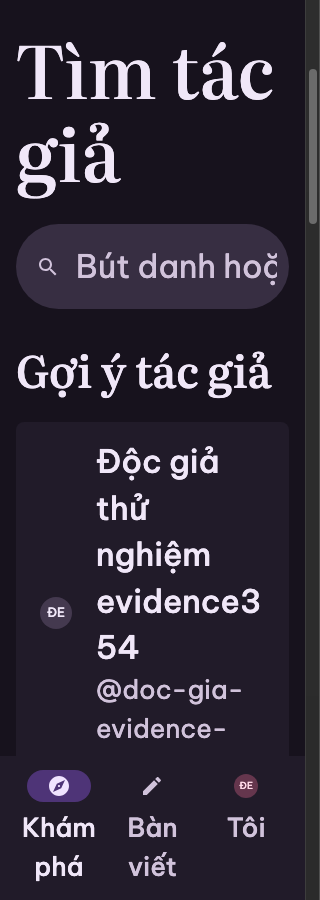 Tìm tác
giả
Bút danh hoặ
Gợi ý tác giả
Độc giả
thử
nghiệm
evidence3
54
ĐE
@doc-gia-
evidence-
Khám
phá
Bàn
viết
ĐE
Tôi